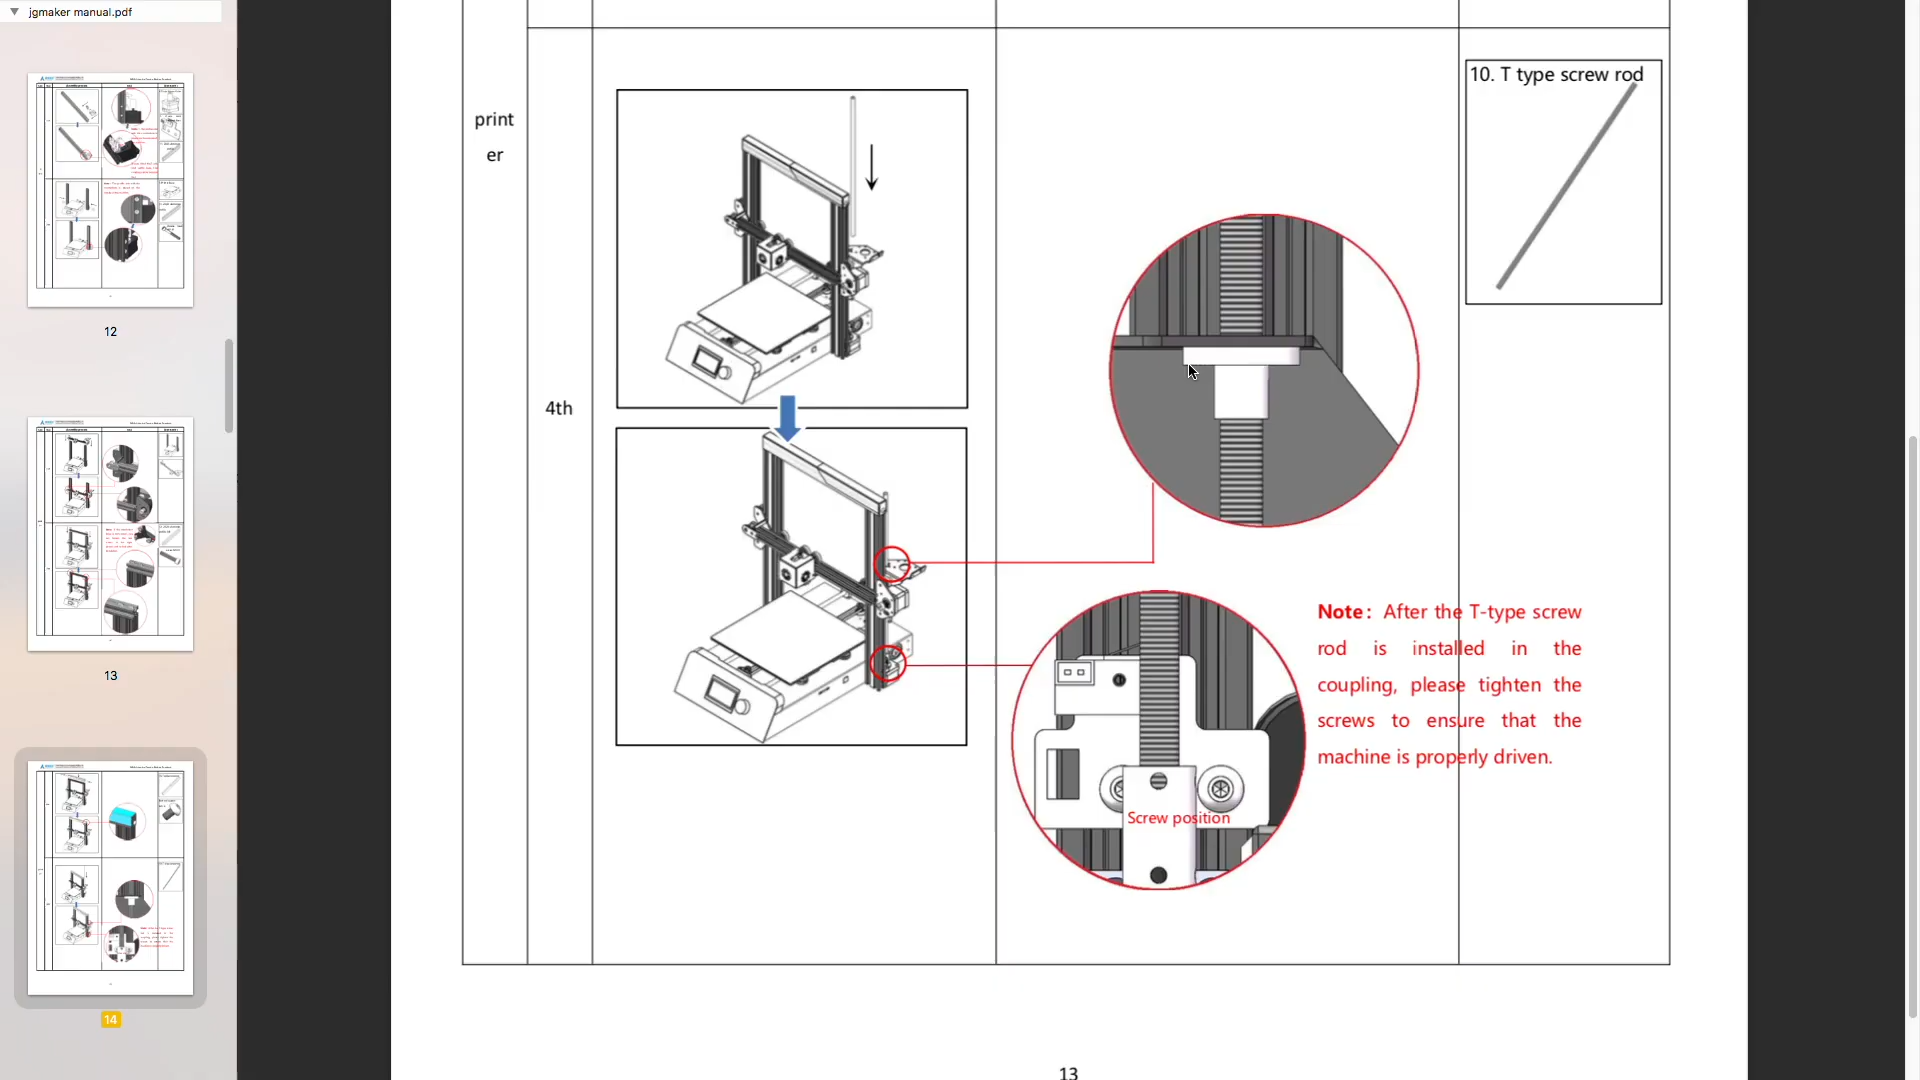 jgmaker manual.pdf
12
13
14
print
er
4th
10. T type screw rod
Note: After the T-type screw
rod is installed in the
coupling, please tighten the
screws to ensure that the
machine is properly driven.
Screw position
13